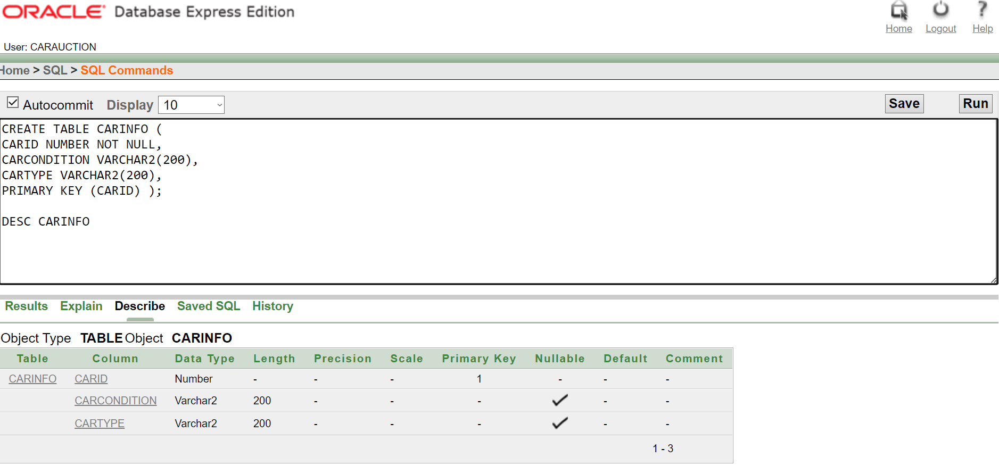 ORACLE® Database Express Edition
Home Logout Help
User: CARAUCTION
Home > SQL > SQL Commands
Autocommit Display 10 Save Run
CREATE TABLE CARINFO (
CARID NUMBER NOT NULL,
CARCONDITION VARCHAR2(200),
CARTYPE VARCHAR2(200),
PRIMARY KEY (CARID) );
DESC CARINFO
Results Explain Describe Saved SQL History
Object Type TABLE Object CARINFO
Table Column Data Type Length Precision Scale Primary Key Nullable Default Comment
CARINFO CARID Number - - - 1 - - -
CARCONDITION Varchar2 200 - - - ✓ - -
CARTYPE Varchar2 200 - - - ✓ - -
1 - 3